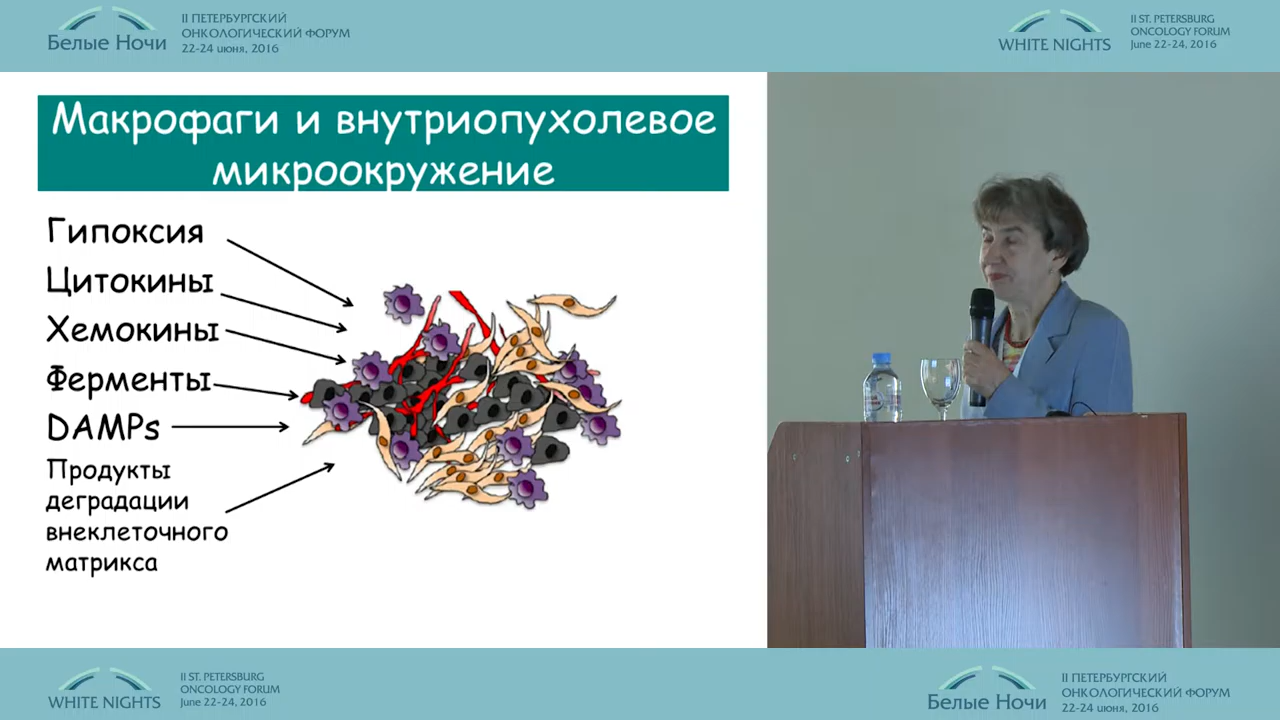 Белые Ночи
II ПЕТЕРБУРГСКИЙ
ОНКОЛОГИЧЕСКИЙ ФОРУМ
22-24 июня, 2016
WHITE NIGHTS
II ST. PETERSBURG
ONCOLOGY FORUM
June 22-24, 2016
Макрофаги и внутриопухолевое
микроокружение
Гипоксия
Цитокины
Хемокины
Ферменты
DAMPs
Продукты
деградации
внеклеточного
матрикса
WHITE NIGHTS
II ST. PETERSBURG
ONCOLOGY FORUM
June 22-24, 2016
Белые Ночи
II ПЕТЕРБУРГСКИЙ
ОНКОЛОГИЧЕСКИЙ ФОРУМ
22-24 июня, 2016